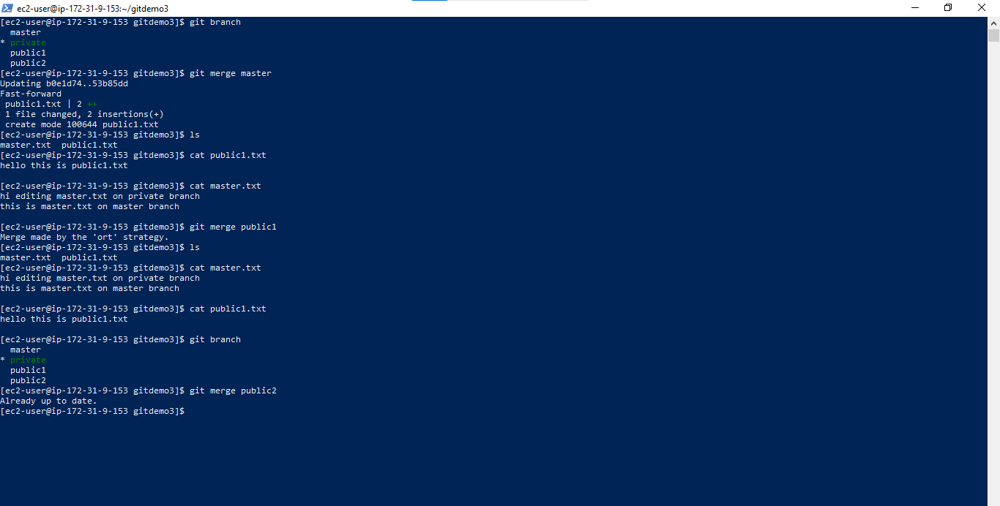 ec2-user@ip-172-31-9-153:~/gitdemo3
[ec2-user@ip-172-31-9-153 gitdemo3]$ git branch
  master
* private
  public1
  public2
[ec2-user@ip-172-31-9-153 gitdemo3]$ git merge master
Updating b0e1d74..53b85dd
Fast-forward
 public1.txt | 2 ++
 1 file changed, 2 insertions(+)
 create mode 100644 public1.txt
[ec2-user@ip-172-31-9-153 gitdemo3]$ ls
master.txt  public1.txt
[ec2-user@ip-172-31-9-153 gitdemo3]$ cat public1.txt
hello this is public1.txt

[ec2-user@ip-172-31-9-153 gitdemo3]$ cat master.txt
hi editing master.txt on private branch
this is master.txt on master branch

[ec2-user@ip-172-31-9-153 gitdemo3]$ git merge public1
Merge made by the 'ort' strategy.
[ec2-user@ip-172-31-9-153 gitdemo3]$ ls
master.txt  public1.txt
[ec2-user@ip-172-31-9-153 gitdemo3]$ cat master.txt
hi editing master.txt on private branch
this is master.txt on master branch

[ec2-user@ip-172-31-9-153 gitdemo3]$ cat public1.txt
hello this is public1.txt

[ec2-user@ip-172-31-9-153 gitdemo3]$ git branch
  master
* private
  public1
  public2
[ec2-user@ip-172-31-9-153 gitdemo3]$ git merge public2
Already up to date.
[ec2-user@ip-172-31-9-153 gitdemo3]$